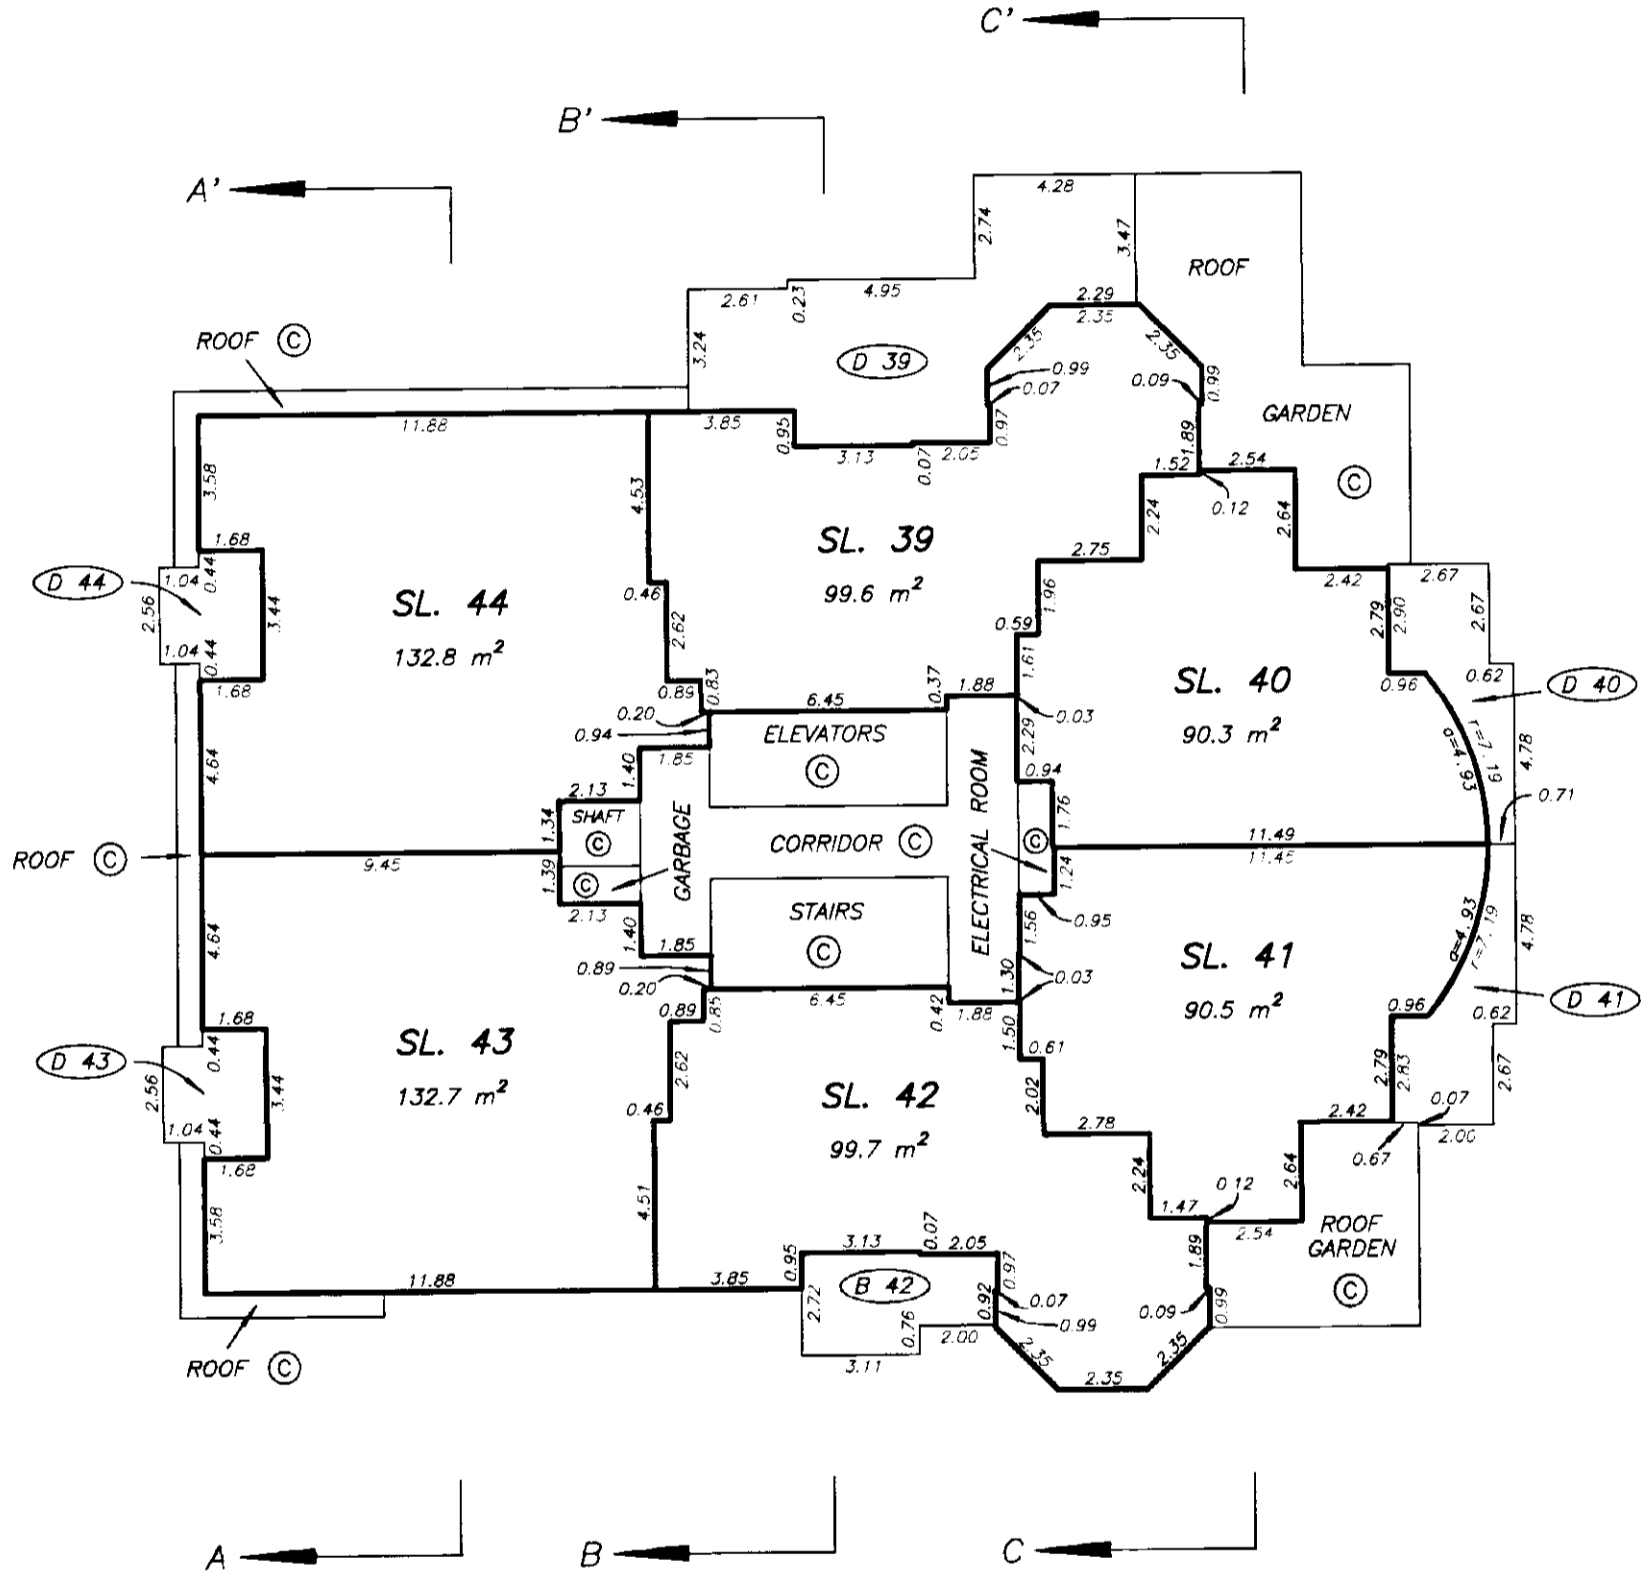 C'
B'
A'
4.28
2.74
3.47
ROOF
2.61
0.23
4.95
2.29
2.35
ROOF C
3.24
D 39
2.35
2.35
0.99
0.07
0.09
0.99
GARDEN
11.88
3.85
0.95
3.13
0.07
2.05
0.97
1.89
1.52
2.54
C
3.58
4.53
SL. 39
99.6 m²
2.24
0.12
2.64
1.68
0.44
2.75
2.42
2.67
D 44
1.04
2.56
3.44
SL. 44
132.8 m²
0.46
2.62
1.96
0.59
2.79
2.90
2.67
1.04
0.44
1.68
0.89
0.83
0.37
1.88
1.61
SL. 40
90.3 m²
0.96
0.62
D 40
6.45
0.20
0.94
ELEVATORS
C
0.03
2.29
4.64
1.85
1.40
0.94
a=4.93
r=7.19
4.78
2.13
SHAFT
C
1.34
GARBAGE
CORRIDOR C
ELECTRICAL ROOM
C
1.76
0.71
ROOF C
9.45
11.49
11.45
1.39
C
2.13
STAIRS
C
1.24
0.95
1.56
4.64
1.40
1.85
0.89
0.20
SL. 41
90.5 m²
a=4.93
r=7.19
4.78
0.03
1.30
6.45
0.42
1.88
0.89
0.85
0.96
0.62
D 41
1.68
0.44
SL. 43
132.7 m²
2.62
1.50
0.61
D 43
2.56
3.44
0.46
SL. 42
99.7 m²
2.02
2.78
2.79
2.83
2.67
1.04
0.44
1.68
2.42
0.07
2.00
0.67
4.51
2.24
0.12
2.64
1.47
2.54
ROOF
GARDEN
C
3.58
11.88
3.85
0.95
3.13
0.07
2.05
0.97
1.89
B 42
2.72
0.92
0.07
0.99
0.09
0.99
0.76
2.00
3.11
2.35
2.35
2.35
ROOF C
A
B
C